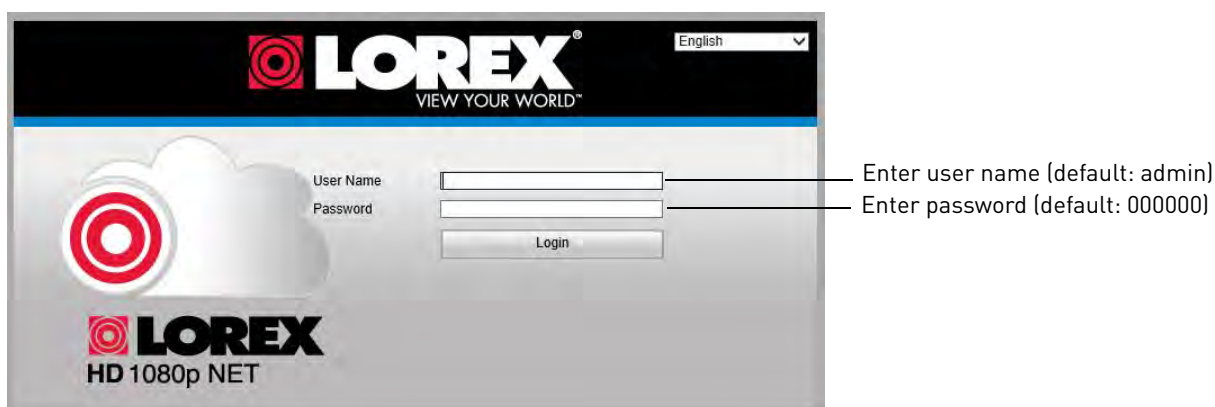 LOREX®
VIEW YOUR WORLD™
English
User Name
Enter user name (default: admin)
Password
Enter password (default: 000000)
Login
LOREX
HD 1080p NET